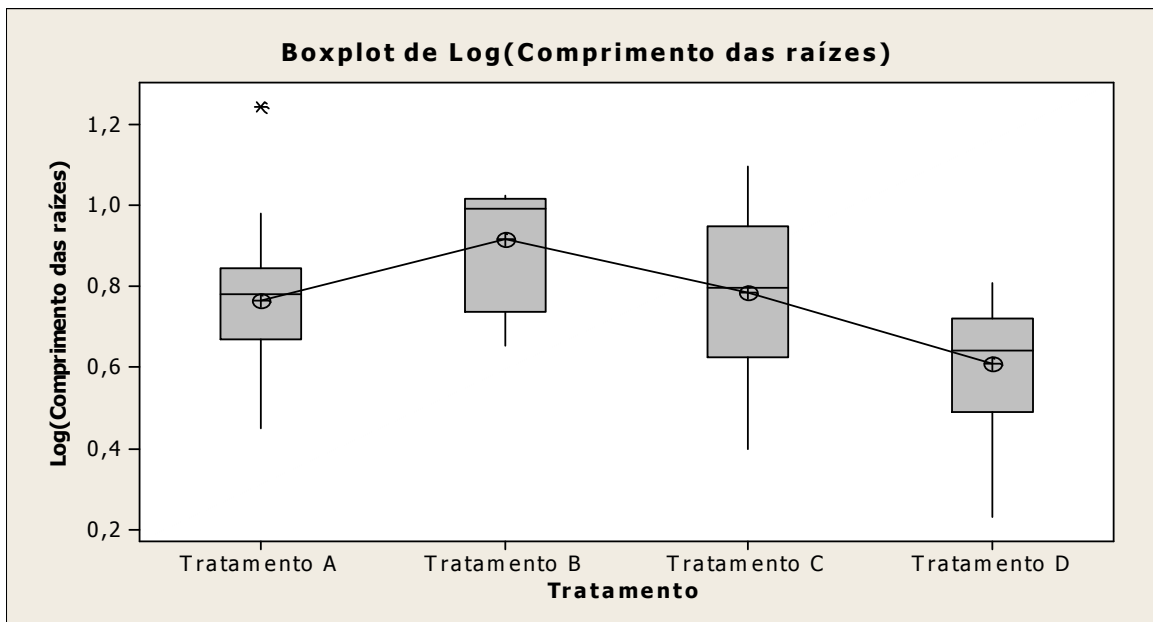 Boxplot de Log(Comprimento das raízes)
Log(Comprimento das raízes)
1,2
1,0
0,8
0,6
0,4
0,2
Tratamento A Tratamento B Tratamento C Tratamento D
Tratamento